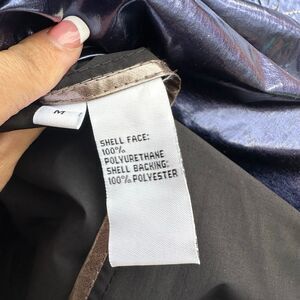 M
SHELL FACE:
100%
POLYURETHANE
SHELL BACKING:
100% POLYESTER